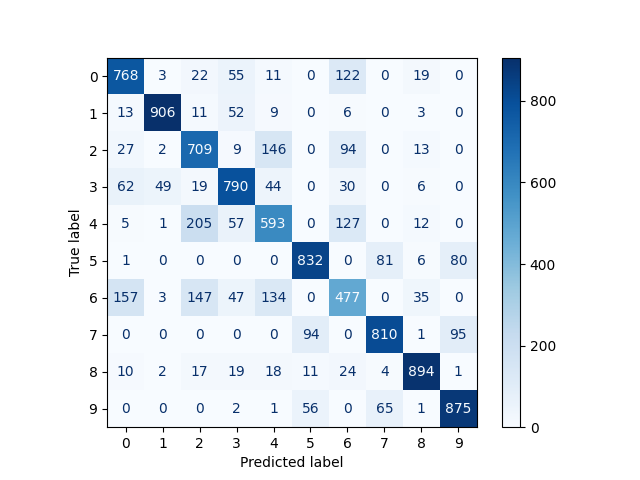 0 768 3 22 55 11 0 122 0 19 0
1 13 906 11 52 9 0 6 0 3 0
2 27 2 709 9 146 0 94 0 13 0
3 62 49 19 790 44 0 30 0 6 0
4 5 1 205 57 593 0 127 0 12 0
5 1 0 0 0 0 832 0 81 6 80
6 157 3 147 47 134 0 477 0 35 0
7 0 0 0 0 0 94 0 810 1 95
8 10 2 17 19 18 11 24 4 894 1
9 0 0 0 2 1 56 0 65 1 875
0 1 2 3 4 5 6 7 8 9
Predicted label
True label
800
600
400
200
0